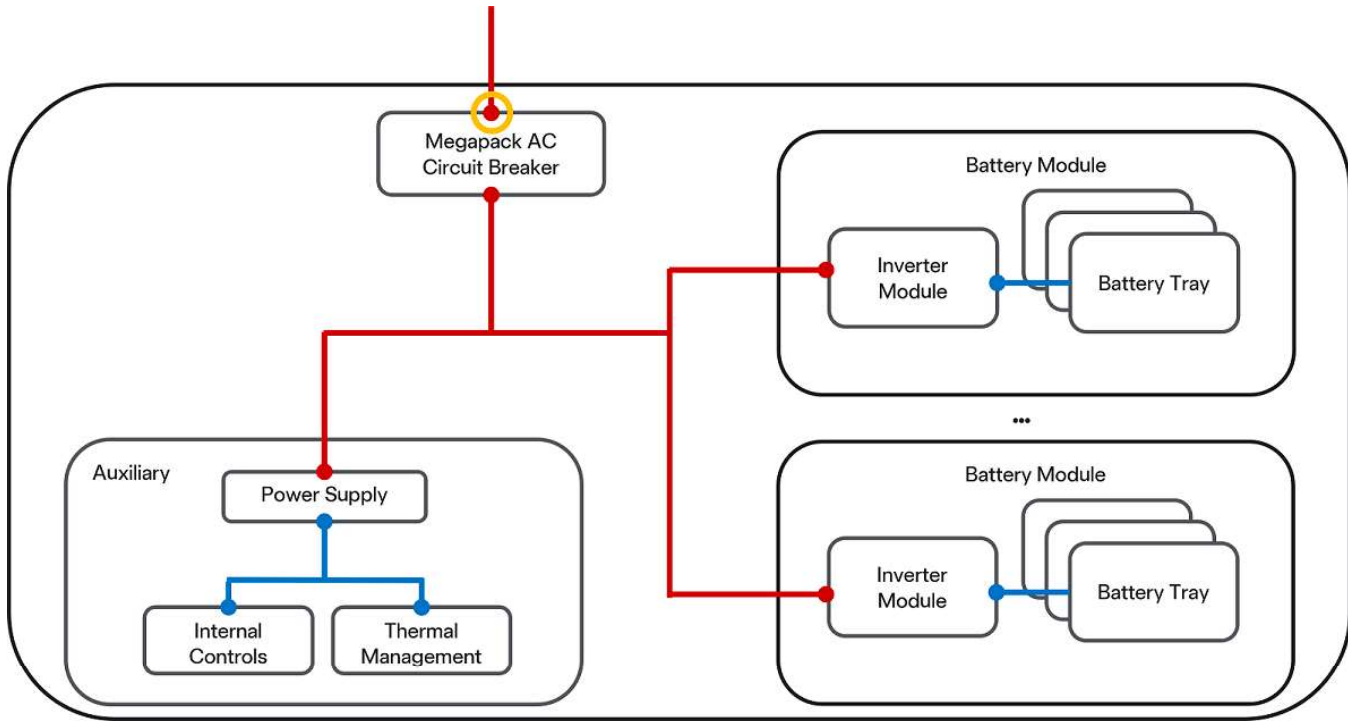 Megapack AC
Circuit Breaker
Battery Module
Inverter
Module
Battery Tray
...
Battery Module
Inverter
Module
Battery Tray
Auxiliary
Power Supply
Internal
Controls
Thermal
Management